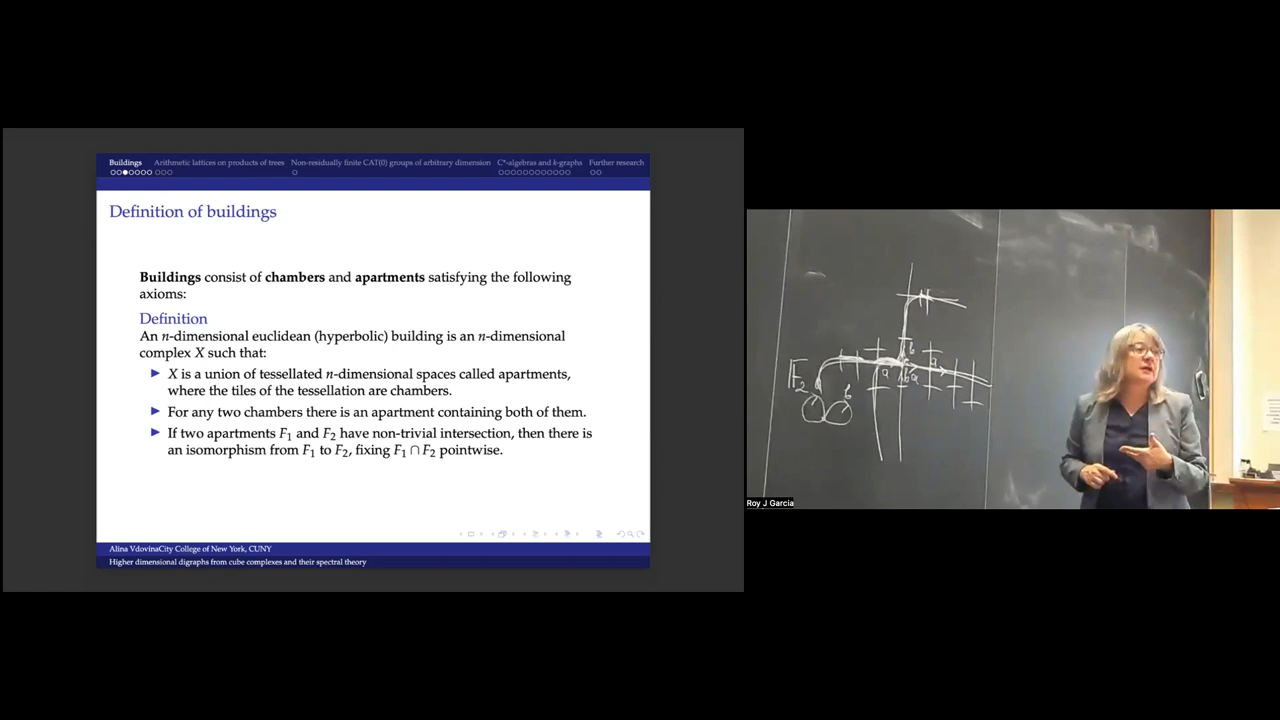 Buildings Arithmetic lattices on products of trees Non-residually finite CAT(0) groups of arbitrary dimension C*-algebras and k-graphs Further research
Definition of buildings
Buildings consist of chambers and apartments satisfying the following
axioms:
Definition
An n-dimensional euclidean (hyperbolic) building is an n-dimensional
complex X such that:
X is a union of tessellated n-dimensional spaces called apartments,
where the tiles of the tessellation are chambers.
For any two chambers there is an apartment containing both of them.
If two apartments F₁ and F₂ have non-trivial intersection, then there is
an isomorphism from F₁ to F₂, fixing F₁ ∩ F₂ pointwise.
Alina VdovinaCity College of New York, CUNY
Higher dimensional digraphs from cube complexes and their spectral theory
F₂
a
b
a
b
b
a
a
Roy J Garcia